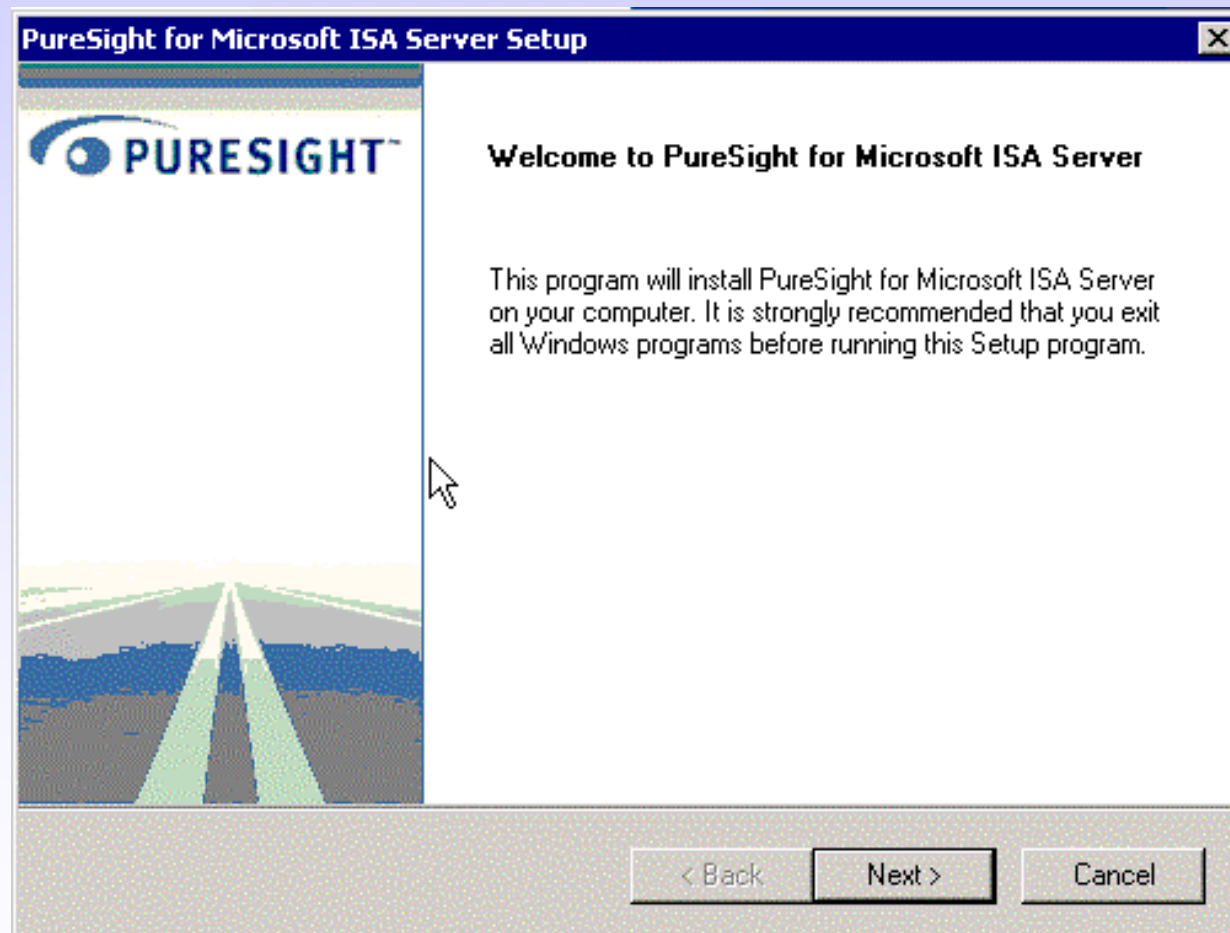 PureSight for Microsoft ISA Server Setup
PURESIGHT™
Welcome to PureSight for Microsoft ISA Server
This program will install PureSight for Microsoft ISA Server
on your computer. It is strongly recommended that you exit
all Windows programs before running this Setup program.
< Back
Next >
Cancel